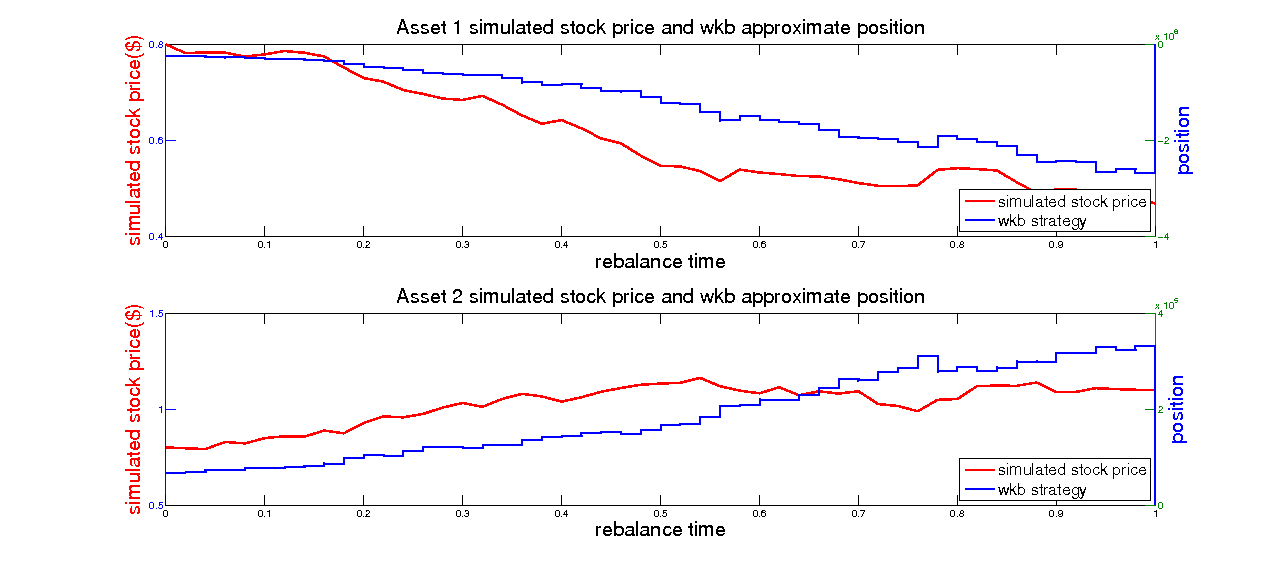 Asset 1 simulated stock price and wkb approximate position
simulated stock price($)
0.8
0.6
0.4
0 0.1 0.2 0.3 0.4 0.5 0.6 0.7 0.8 0.9 1
rebalance time
0
-2
-4
position
simulated stock price
wkb strategy
Asset 2 simulated stock price and wkb approximate position
simulated stock price($)
1.5
1
0.5
0 0.1 0.2 0.3 0.4 0.5 0.6 0.7 0.8 0.9 1
rebalance time
4
2
0
position
simulated stock price
wkb strategy